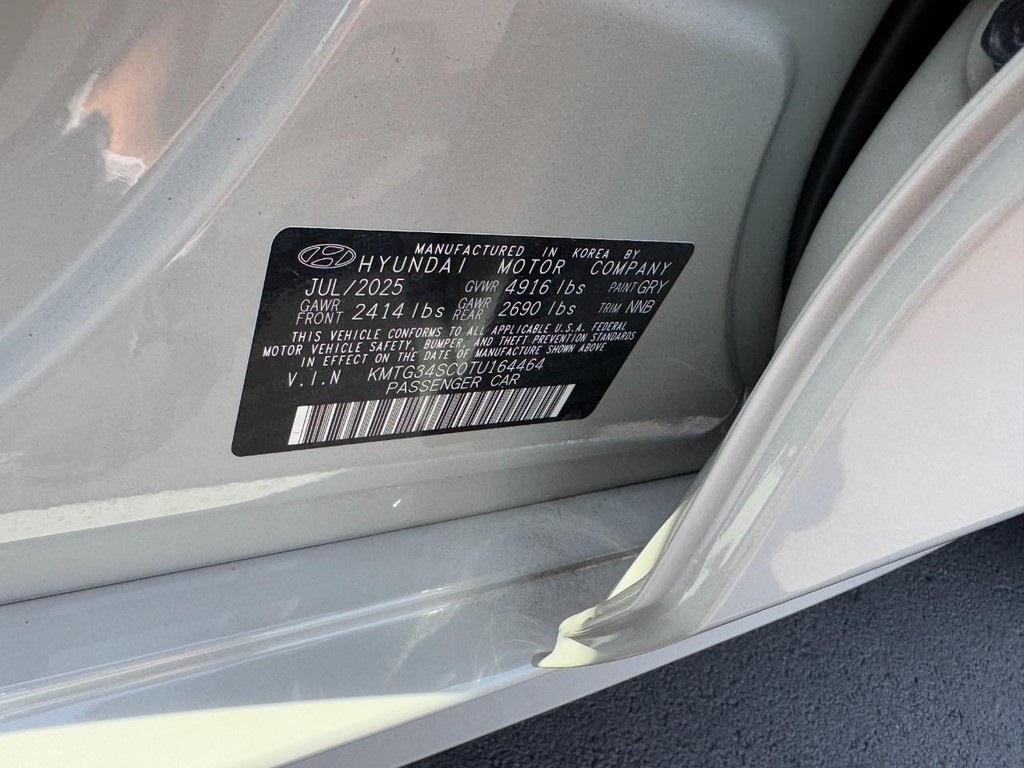 MANUFACTURED IN KOREA BY
HYUNDAI MOTOR COMPANY
JUL/2025 GVWR 4916 lbs PAINT GRY
GAWR FRONT 2414 lbs GAWR REAR 2690 lbs TRIM NNB
THIS VEHICLE CONFORMS TO ALL APPLICABLE U.S.A. FEDERAL
MOTOR VEHICLE SAFETY, BUMPER, AND THEFT PREVENTION STANDARDS
IN EFFECT ON THE DATE OF MANUFACTURE SHOWN ABOVE
V.I.N KMTG34SC0TU164464
PASSENGER CAR